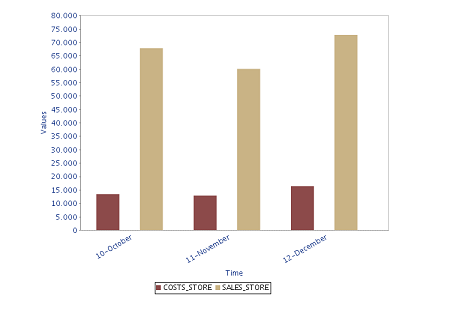 80.000
75.000
70.000
65.000
60.000
55.000
50.000
45.000
40.000
35.000
30.000
25.000
20.000
15.000
10.000
5.000
0
Values
10-October
11-November
12-December
Time
COSTS_STORE SALES_STORE